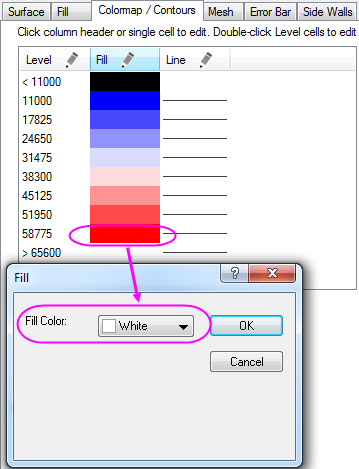 Surface Fill Colormap / Contours Mesh Error Bar Side Walls
Click column header or single cell to edit. Double-click Level cells to edit
Level Fill Line
< 11000
11000
17825
24650
31475
38300
45125
51950
58775
> 65600
Fill
?
Fill Color: White OK
Cancel